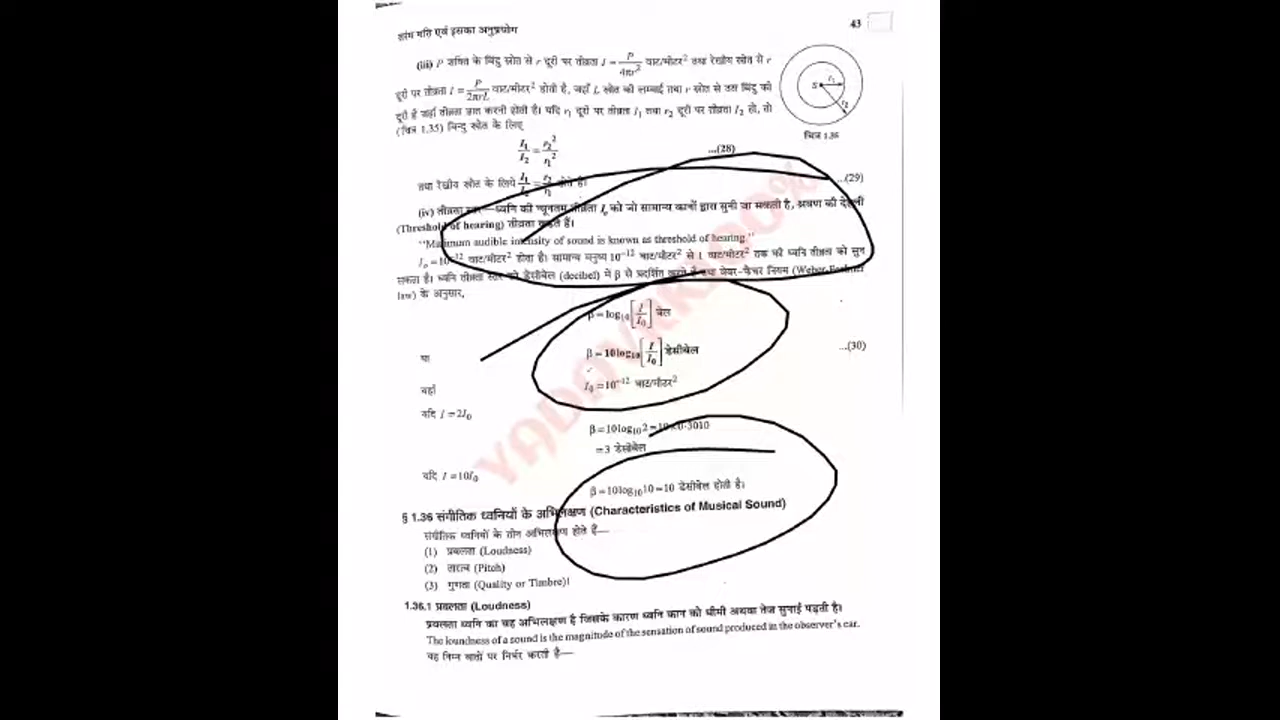 तरंग गति एवं इसका अनुप्रयोग
43
(iii) P शक्ति के बिंदु स्रोत से r दूरी पर तीव्रता I = P/4πr² वाट/मीटर² तथा रेखीय स्रोत से r
दूरी पर तीव्रता I = P/2πrL वाट/मीटर² होती है, जहाँ L स्रोत की लम्बाई तथा r स्रोत से उस बिंदु की
दूरी है जहाँ तीव्रता ज्ञात करनी होती है। यदि r₁ दूरी पर तीव्रता I₁ तथा r₂ दूरी पर तीव्रता I₂ हो, तो
(चित्र 1.35) बिन्दु स्रोत के लिए
S r₁ r₂
चित्र 1.35
I₁/I₂ = r₂²/r₁² ...(28)
तथा रेखीय स्रोत के लिये I₁/I₂ = r₂/r₁ होते हैं। ...(29)
(iv) तीव्रता स्तर—ध्वनि की न्यूनतम तीव्रता I₀ को जो सामान्य कानों द्वारा सुनी जा सकती है, श्रवण की देहली
(Threshold of hearing) तीव्रता कहते हैं।
"Minimum audible intensity of sound is known as threshold of hearing."
I₀ = 10⁻¹² वाट/मीटर² होता है। सामान्य मनुष्य 10⁻¹² वाट/मीटर² से 1 वाट/मीटर² तक की ध्वनि तीव्रता को सुन
सकता है। ध्वनि तीव्रता स्तर को डेसीबेल (decibel) में β से प्रदर्शित करते हैं तथा वेबर-फैचर नियम (Weber-Fechner
law) के अनुसार,
β = log₁₀ [I/I₀] बेल
या β = 10 log₁₀ [I/I₀] डेसीबेल ...(30)
यहाँ I₀ = 10⁻¹² वाट/मीटर²
यदि I = 2I₀
β = 10 log₁₀ 2 = 10 × 0·3010
= 3 डेसीबेल
यदि I = 10I₀
β = 10 log₁₀ 10 = 10 डेसीबेल होती है।
§ 1.36 संगीतिक ध्वनियों के अभिलक्षण (Characteristics of Musical Sound)
संगीतिक ध्वनियों के तीन अभिलक्षण होते हैं—
(1) प्रबलता (Loudness)
(2) तारत्व (Pitch)
(3) गुणता (Quality or Timbre)।
1.36.1 प्रबलता (Loudness)
प्रबलता ध्वनि का वह अभिलक्षण है जिसके कारण ध्वनि कान को धीमी अथवा तेज सुनाई पड़ती है।
The loundness of a sound is the magnitude of the sensation of sound produced in the observer's ear.
यह निम्न बातों पर निर्भर करती है—